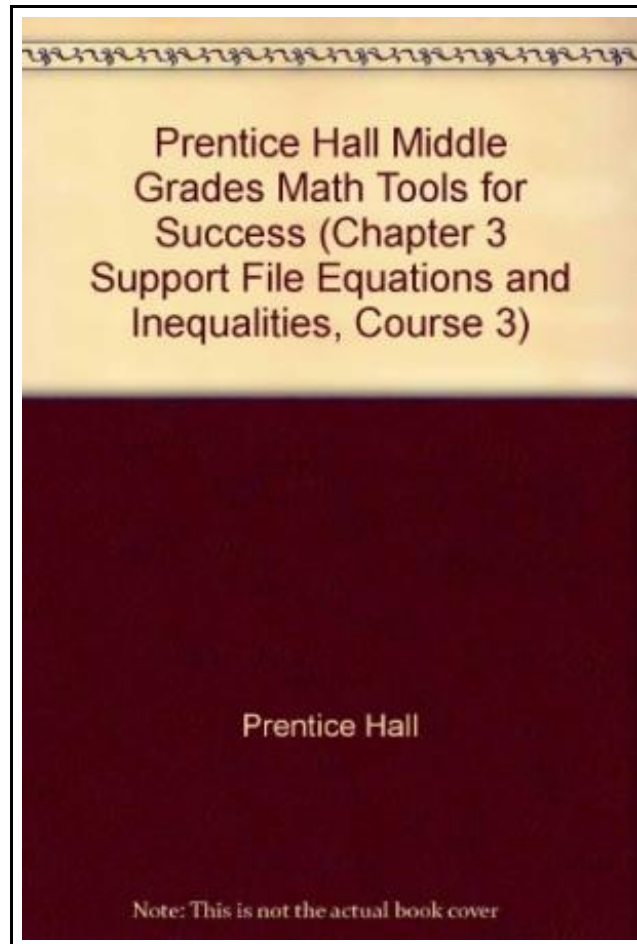 Prentice Hall Middle
Grades Math Tools for
Success (Chapter 3
Support File Equations and
Inequalities, Course 3)
Prentice Hall
Note: This is not the actual book cover